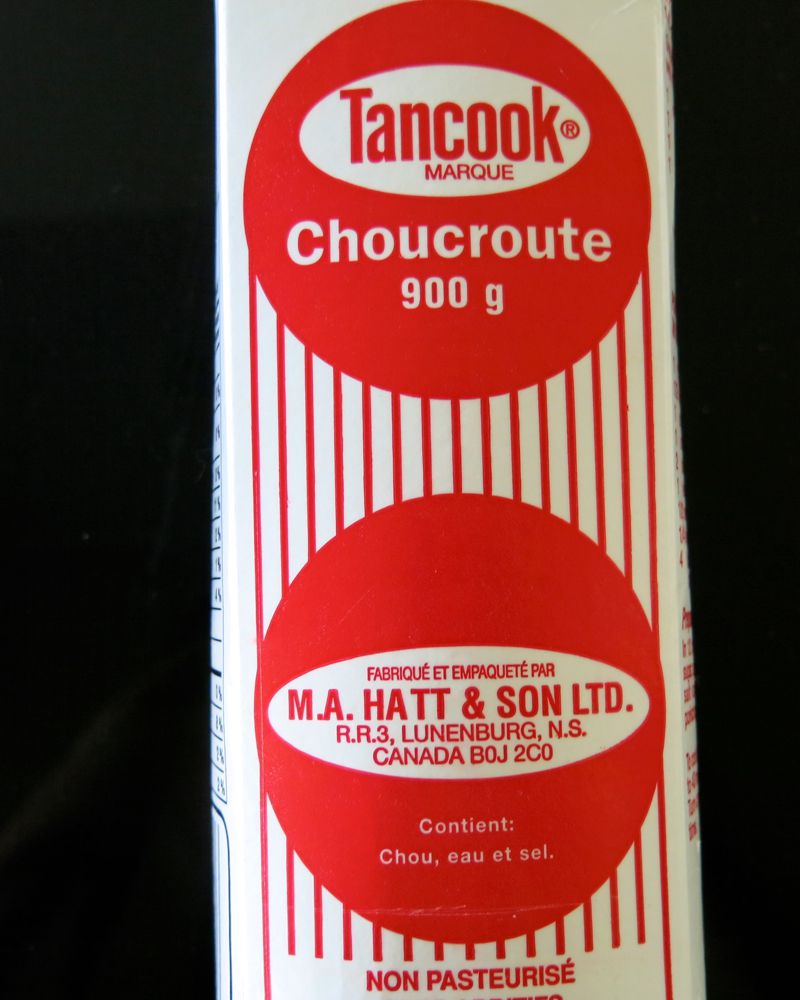 Tancook®
MARQUE
Choucroute
900 g
FABRIQUÉ ET EMPAQUETÉ PAR
M.A. HATT & SON LTD.
R.R.3, LUNENBURG, N.S.
CANADA B0J 2C0
Contient:
Chou, eau et sel.
NON PASTEURISÉ